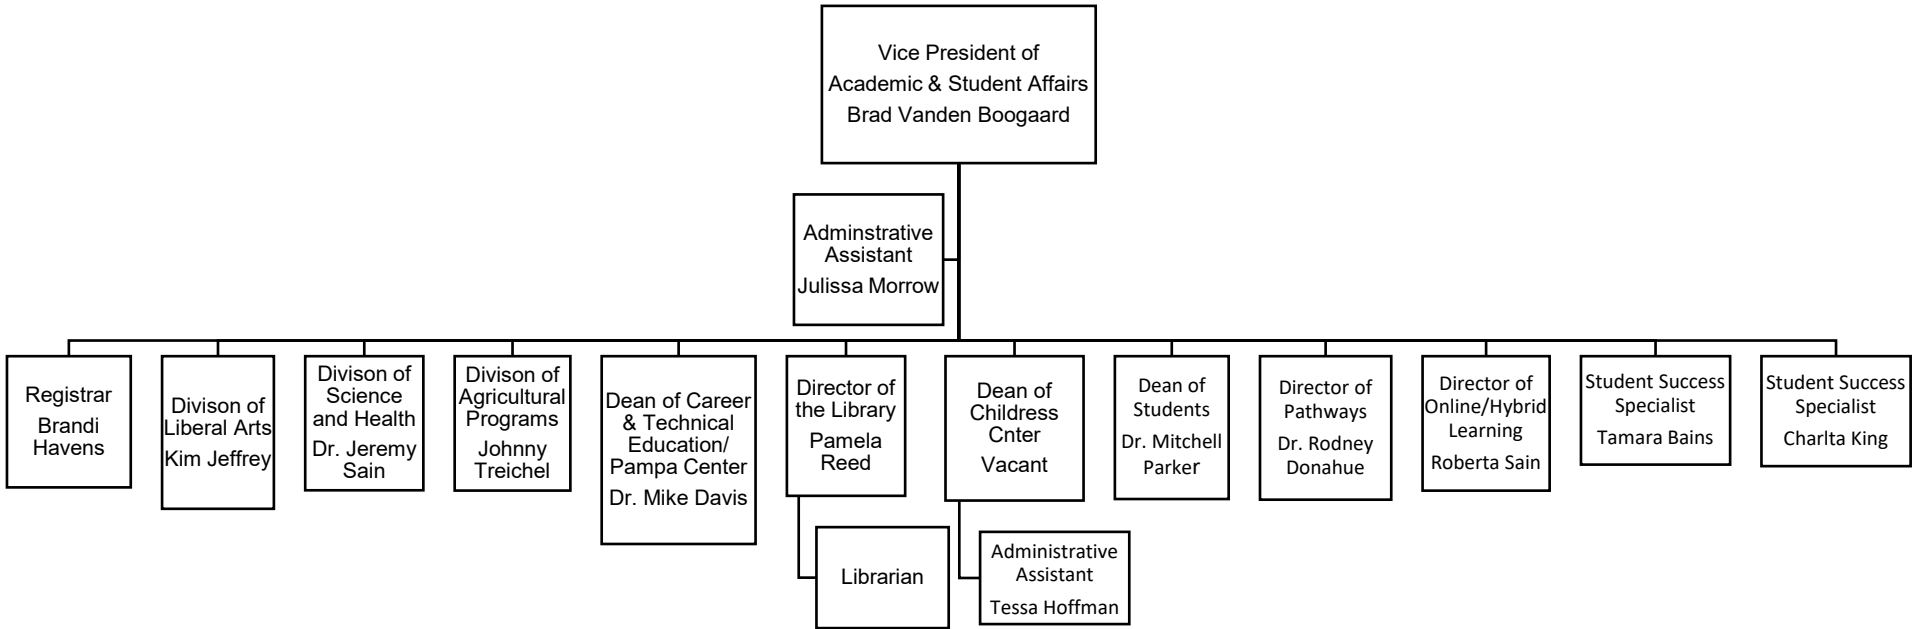 Vice President of
Academic & Student Affairs
Brad Vanden Boogaard
Adminstrative
Assistant
Julissa Morrow
Registrar
Brandi
Havens
Divison of
Liberal Arts
Kim Jeffrey
Divison of
Science
and Health
Dr. Jeremy
Sain
Divison of
Agricultural
Programs
Johnny
Treichel
Dean of Career
& Technical
Education/
Pampa Center
Dr. Mike Davis
Director of
the Library
Pamela
Reed
Dean of
Childress
Cnter
Vacant
Dean of
Students
Dr. Mitchell
Parker
Director of
Pathways
Dr. Rodney
Donahue
Director of
Online/Hybrid
Learning
Roberta Sain
Student Success
Specialist
Tamara Bains
Student Success
Specialist
Charlta King
Librarian
Administrative
Assistant
Tessa Hoffman